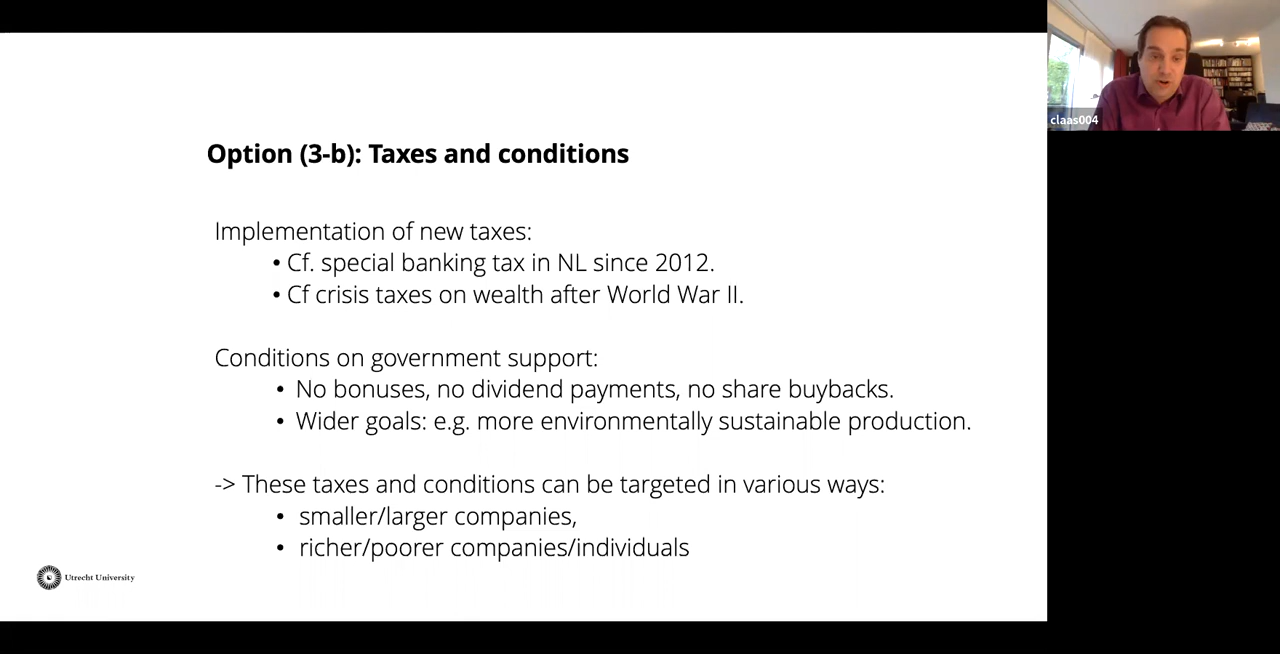 Option (3-b): Taxes and conditions
Implementation of new taxes:
• Cf. special banking tax in NL since 2012.
• Cf crisis taxes on wealth after World War II.
Conditions on government support:
• No bonuses, no dividend payments, no share buybacks.
• Wider goals: e.g. more environmentally sustainable production.
-> These taxes and conditions can be targeted in various ways:
• smaller/larger companies,
• richer/poorer companies/individuals
Utrecht University
claas004